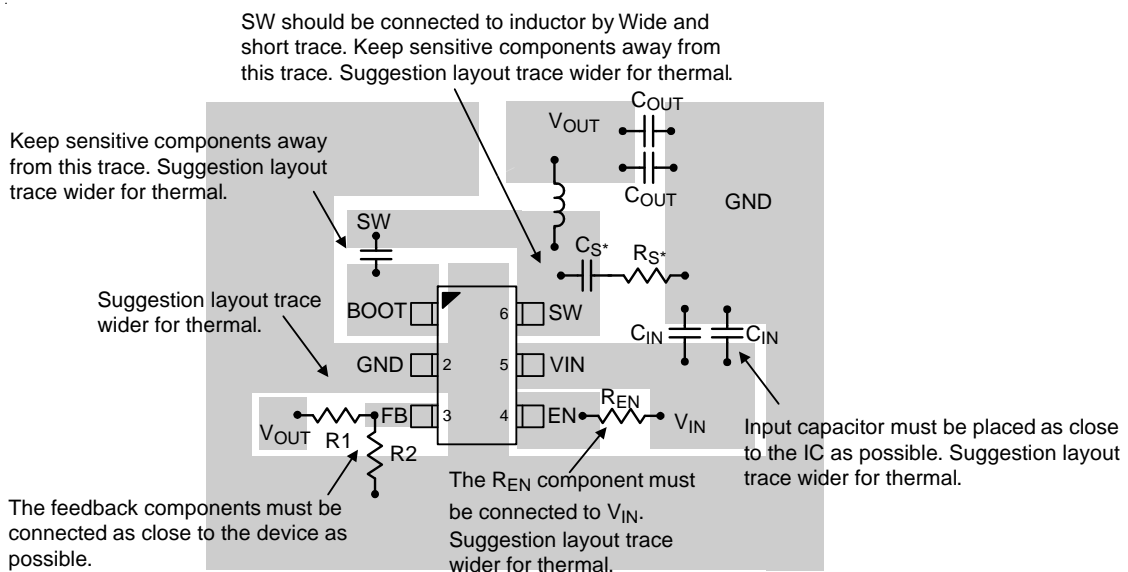 SW should be connected to inductor by Wide and
short trace. Keep sensitive components away from
this trace. Suggestion layout trace wider for thermal.
Keep sensitive components away
from this trace. Suggestion layout
trace wider for thermal.
COUT
VOUT
COUT
GND
SW
CS*
RS*
Suggestion layout trace
wider for thermal.
BOOT
6
SW
CIN
CIN
GND
2
5
VIN
FB
3
4
EN
REN
VIN
VOUT
R1
R2
Input capacitor must be placed as close
to the IC as possible. Suggestion layout
trace wider for thermal.
The REN component must
be connected to VIN.
Suggestion layout trace
wider for thermal.
The feedback components must be
connected as close to the device as
possible.